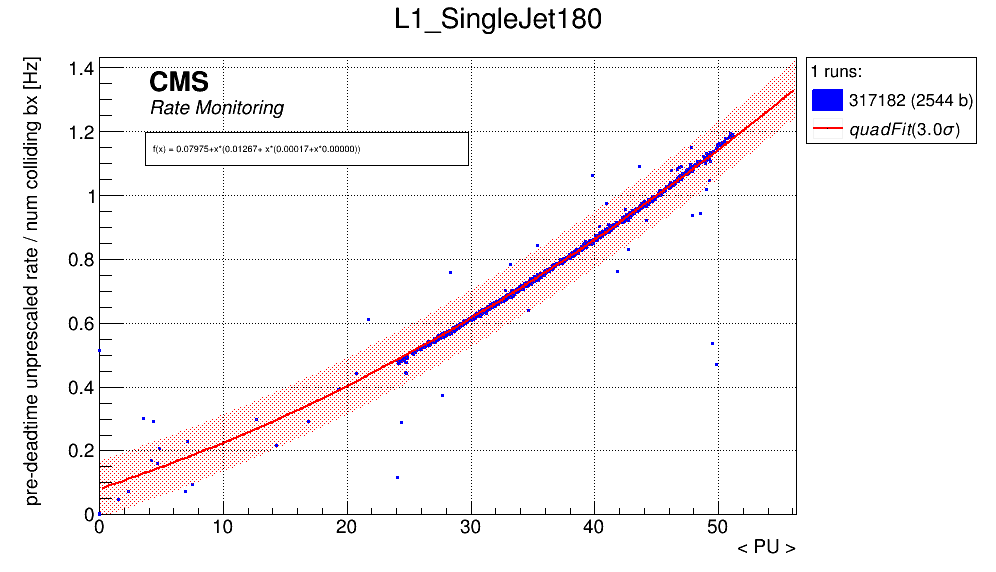 L1_SingleJet180
pre-deadtime unprescaled rate / num colliding bx [Hz]
1.4
1.2
1
0.8
0.6
0.4
0.2
0
CMS
Rate Monitoring
f(x) = 0.07975+x*(0.01267+ x*(0.00017+x*0.00000))
1 runs:
317182 (2544 b)
quadFit(3.0σ)
0 10 20 30 40 50
< PU >